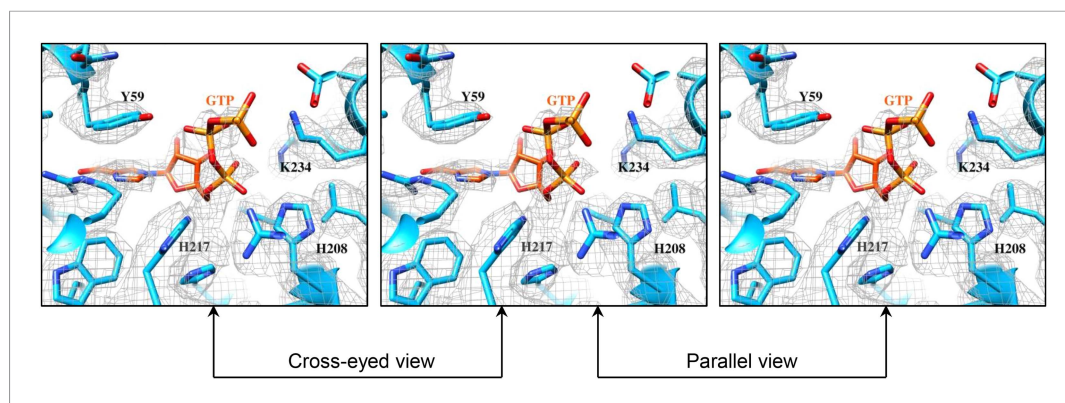 Y59 GTP
K234
H217 H208
Y59 GTP
K234
H217 H208
Y59 GTP
K234
H217 H208
Cross-eyed view Parallel view